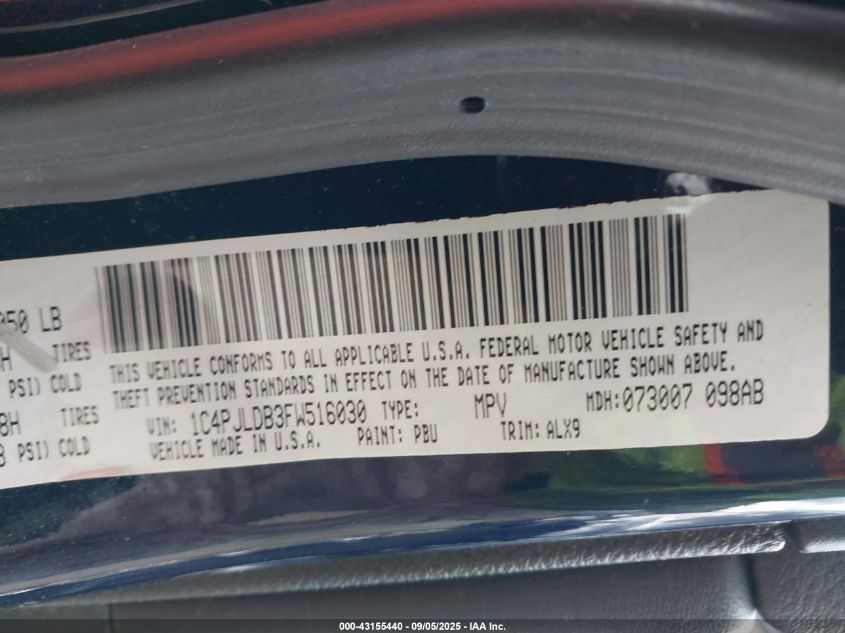 050 LB
TIRES
PSI) COLD
8H TIRES
PSI) COLD
THIS VEHICLE CONFORMS TO ALL APPLICABLE U.S.A. FEDERAL MOTOR VEHICLE SAFETY AND
THEFT PREVENTION STANDARDS IN EFFECT ON THE DATE OF MANUFACTURE SHOWN ABOVE.
VIN: 1C4PJLDB3FW516030 TYPE: MPV MDH:073007 098AB
VEHICLE MADE IN U.S.A. PAINT: PBU TRIM: ALX9
000-43155440 - 09/05/2025 - IAA Inc.